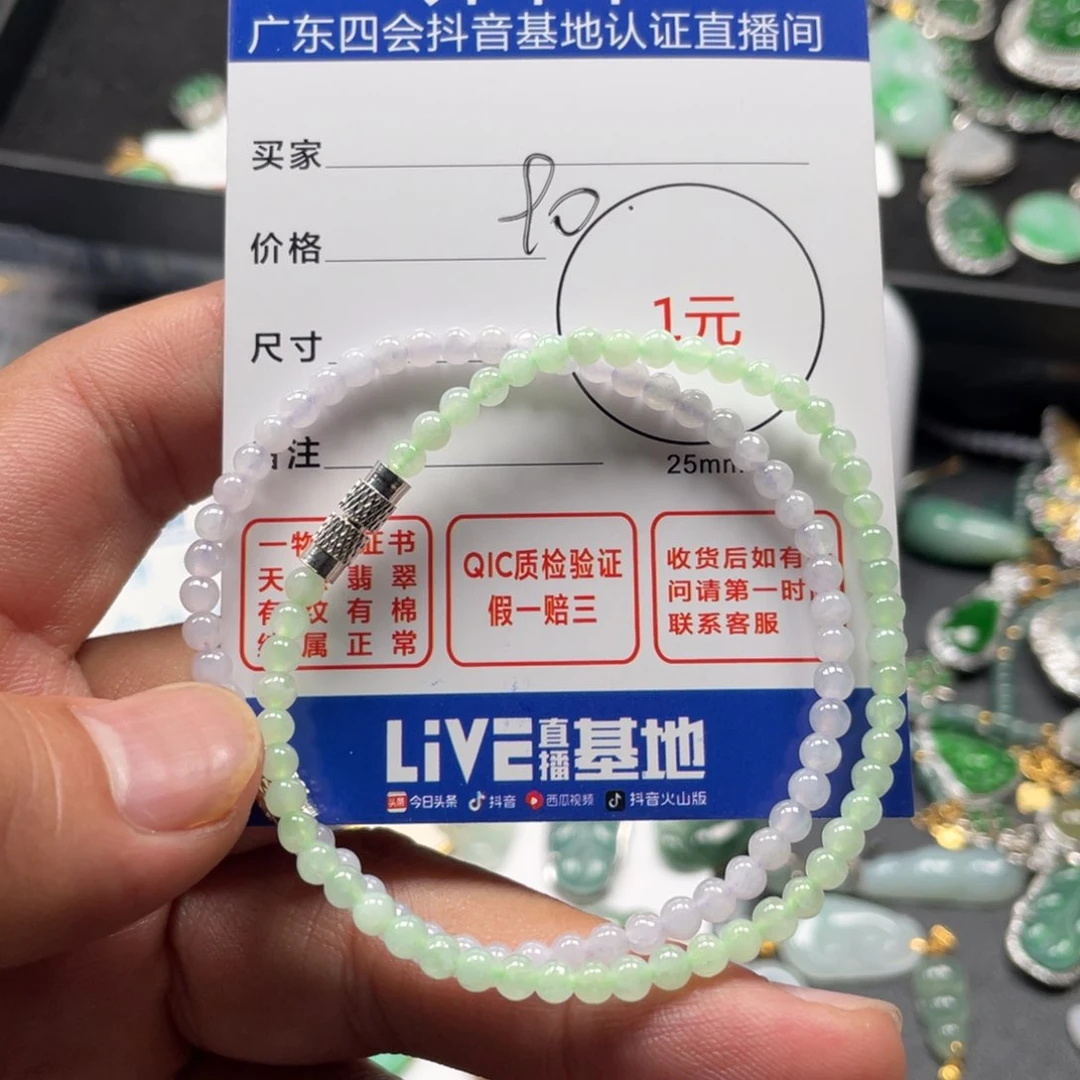 广东四会抖音基地认证直播间
买家
价格
尺寸
注
1元
25mm
一物 证书
天 翡翠
有 纹有棉
属正常
QIC质检验证
假一赔三
收货后如有
问请第一时
联系客服
LiVE直播基地
头条 今日头条 抖音 西瓜视频 抖音火山版